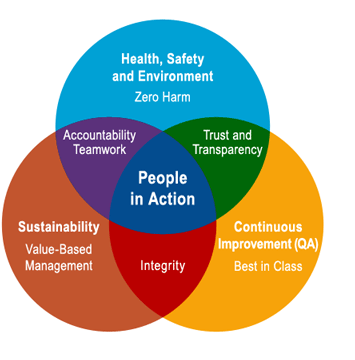 Health, Safety
and Environment
Zero Harm
Accountability
Teamwork
Trust and
Transparency
People
in Action
Sustainability
Value-Based
Management
Continuous
Improvement (QA)
Best in Class
Integrity